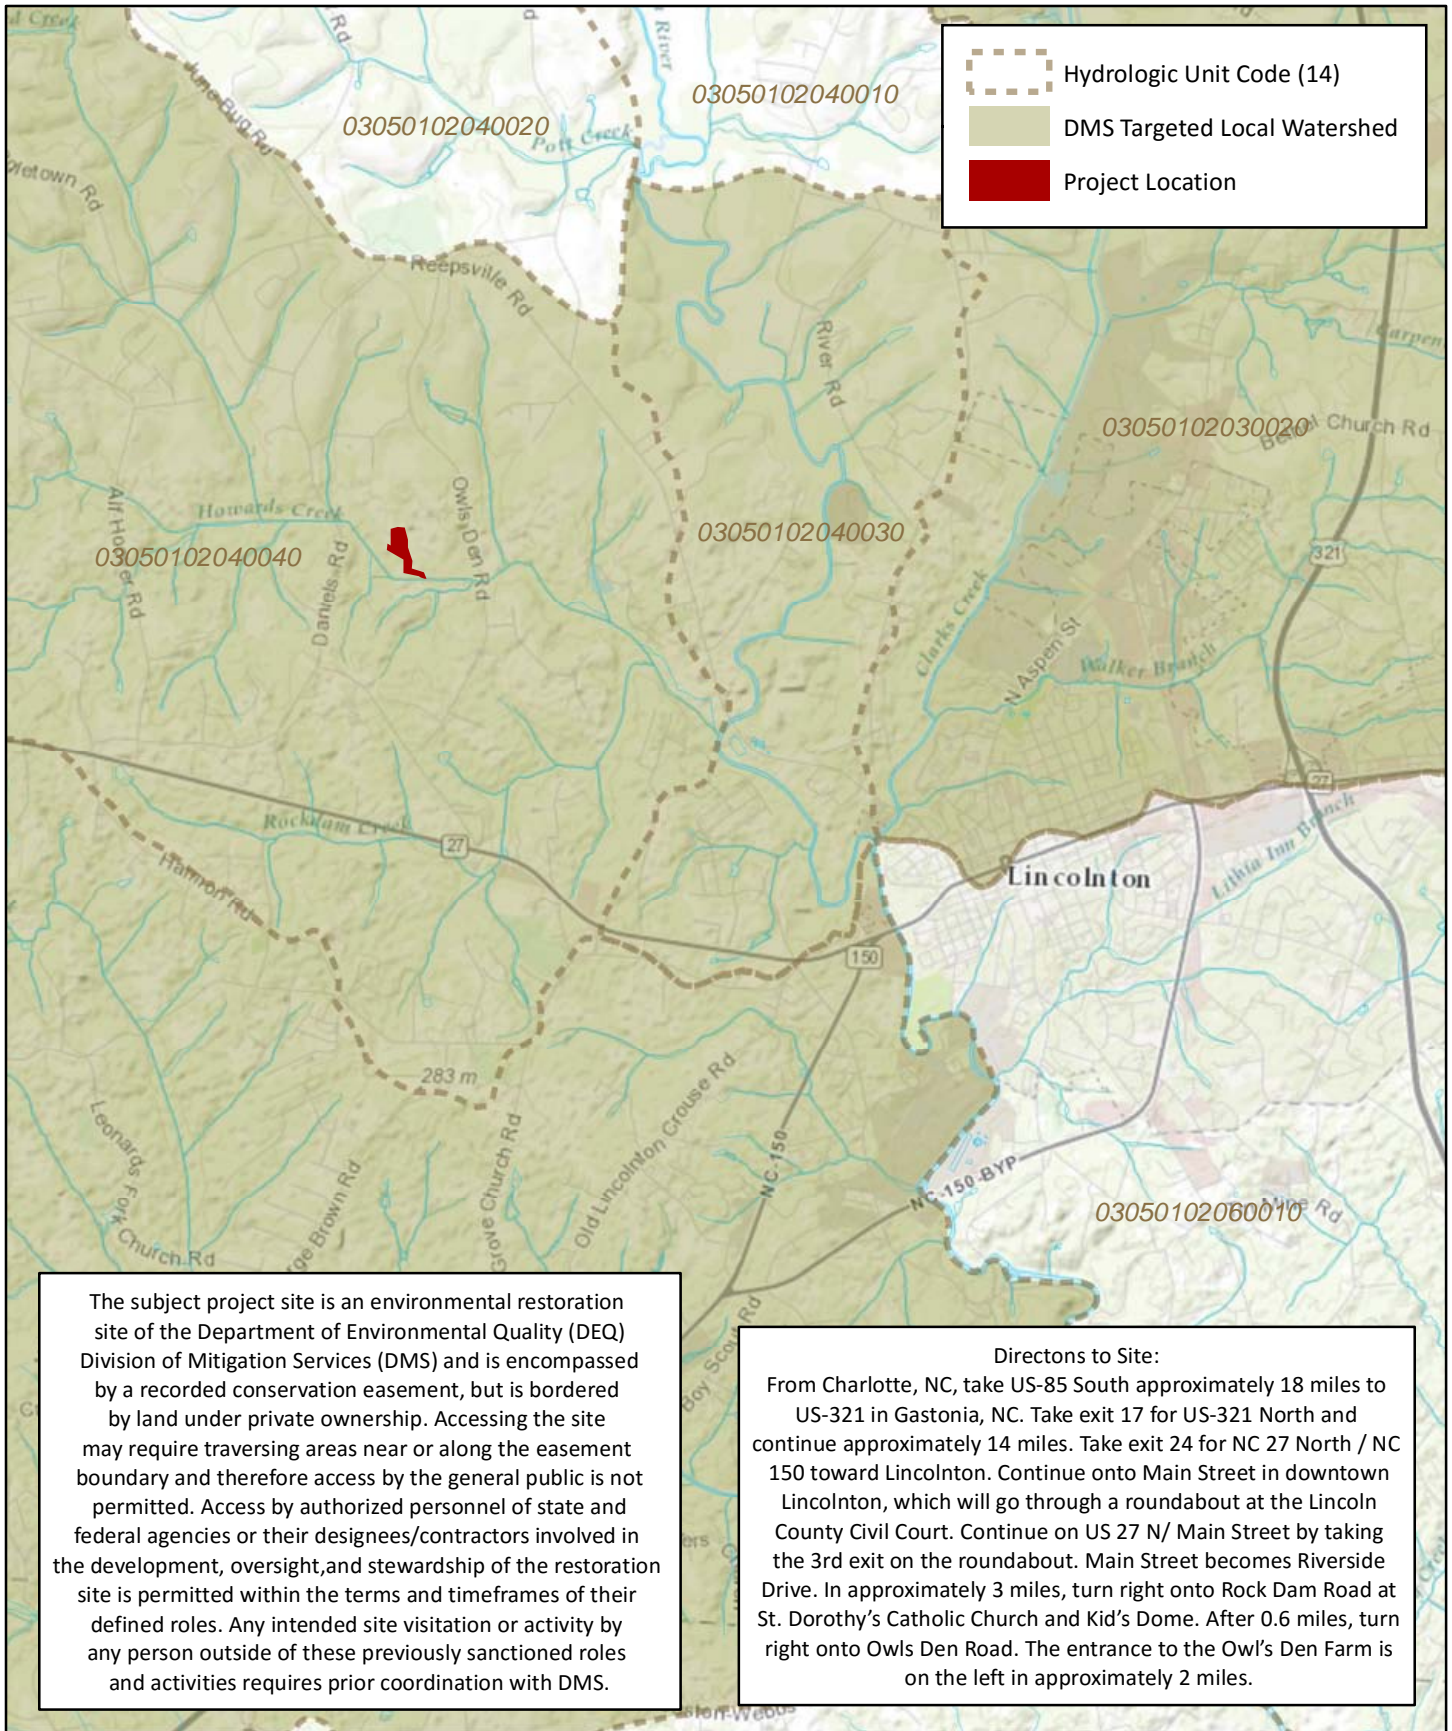 Hydrologic Unit Code (14)
DMS Targeted Local Watershed
Project Location
River
Rd
June Bug Rd
03050102040020
03050102040010
Pott Creek
Reepsville Rd
River Rd
03050102030020
Church Rd
Howards Creek
Owls Den Rd
03050102040040
03050102040030
Daniels Rd
321
Clarks Creek
N Aspen St
Walker Branch
27
Rockdam Creek
27
Lithia Inn Branch
Lincolnton
150
283 m
Leonards Fork Church Rd
Brown Rd
Grove Church Rd
Old Lincolnton Crouse Rd
NC-150
NC-150-BYP
03050102060010
Mine Rd
Boy Scout Rd
The subject project site is an environmental restoration
site of the Department of Environmental Quality (DEQ)
Division of Mitigation Services (DMS) and is encompassed
by a recorded conservation easement, but is bordered
by land under private ownership. Accessing the site
may require traversing areas near or along the easement
boundary and therefore access by the general public is not
permitted. Access by authorized personnel of state and
federal agencies or their designees/contractors involved in
the development, oversight,and stewardship of the restoration
site is permitted within the terms and timeframes of their
defined roles. Any intended site visitation or activity by
any person outside of these previously sanctioned roles
and activities requires prior coordination with DMS.
Directons to Site:
From Charlotte, NC, take US-85 South approximately 18 miles to
US-321 in Gastonia, NC. Take exit 17 for US-321 North and
continue approximately 14 miles. Take exit 24 for NC 27 North / NC
150 toward Lincolnton. Continue onto Main Street in downtown
Lincolnton, which will go through a roundabout at the Lincoln
County Civil Court. Continue on US 27 N/ Main Street by taking
the 3rd exit on the roundabout. Main Street becomes Riverside
Drive. In approximately 3 miles, turn right onto Rock Dam Road at
St. Dorothy's Catholic Church and Kid's Dome. After 0.6 miles, turn
right onto Owls Den Road. The entrance to the Owl's Den Farm is
on the left in approximately 2 miles.